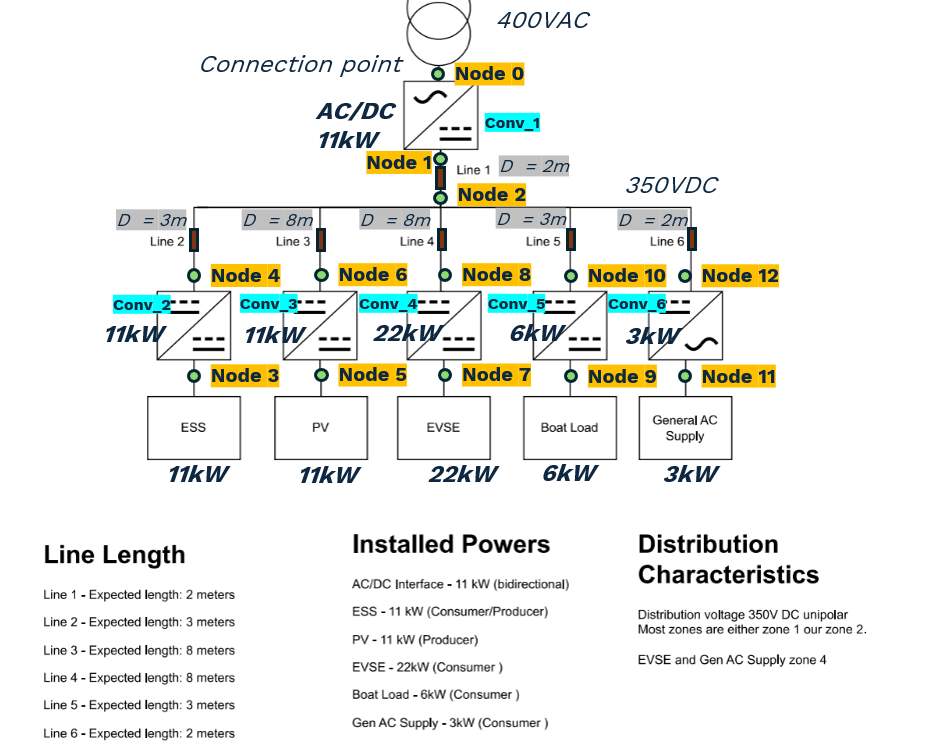 400VAC
Connection point
Node 0
AC/DC
11kW
Conv_1
Node 1
Line 1
D = 2m
Node 2
350VDC
D = 3m
D = 8m
D = 8m
D = 3m
D = 2m
Line 2
Line 3
Line 4
Line 5
Line 6
Node 4
Node 6
Node 8
Node 10
Node 12
Conv_2
Conv_3
Conv_4
Conv_5
Conv_6
11kW
11kW
22kW
6kW
3kW
Node 3
Node 5
Node 7
Node 9
Node 11
ESS
PV
EVSE
Boat Load
General AC
Supply
11kW
11kW
22kW
6kW
3kW
Line Length
Line 1 - Expected length: 2 meters
Line 2 - Expected length: 3 meters
Line 3 - Expected length: 8 meters
Line 4 - Expected length: 8 meters
Line 5 - Expected length: 3 meters
Line 6 - Expected length: 2 meters
Installed Powers
AC/DC Interface - 11 kW (bidirectional)
ESS - 11 kW (Consumer/Producer)
PV - 11 kW (Producer)
EVSE - 22kW (Consumer )
Boat Load - 6kW (Consumer )
Gen AC Supply - 3kW (Consumer )
Distribution
Characteristics
Distribution voltage 350V DC unipolar
Most zones are either zone 1 our zone 2.
EVSE and Gen AC Supply zone 4